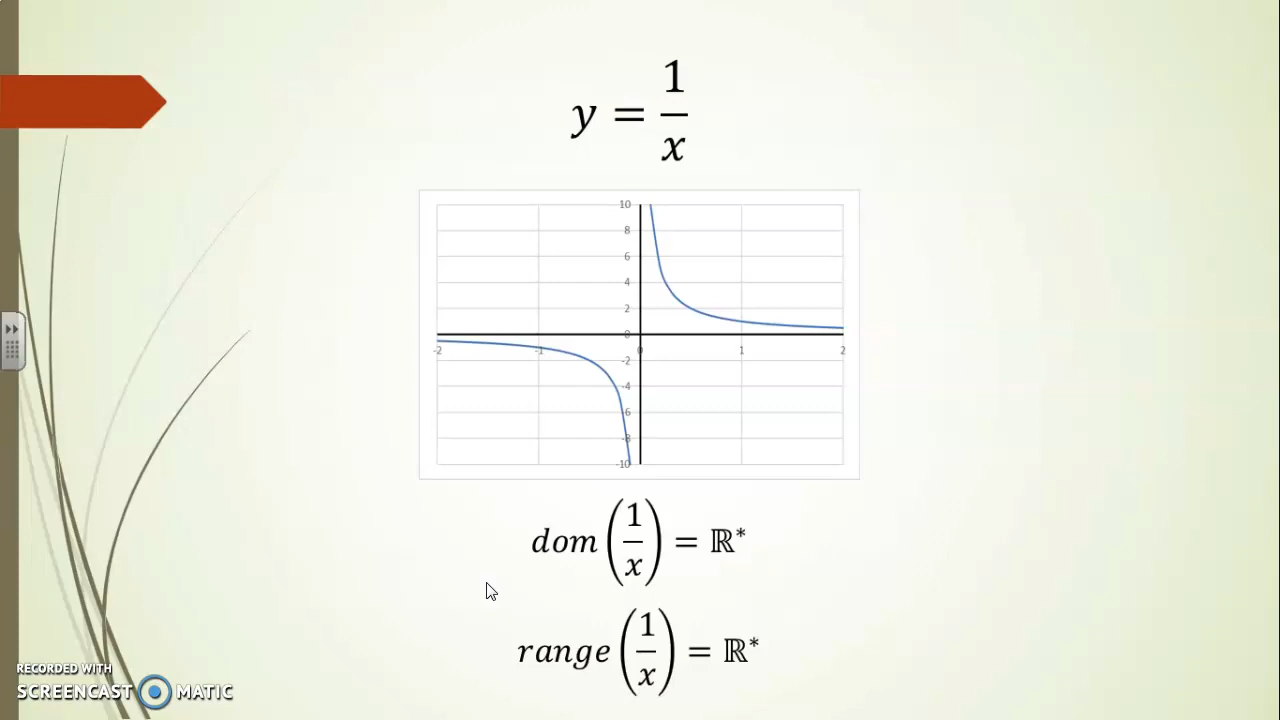 y = 1/x
10
8
6
4
2
0
-2 -1 0 1 2
-2
-4
-6
-8
-10
dom(1/x) = ℝ*
range(1/x) = ℝ*
RECORDED WITH
SCREENCAST MATIC